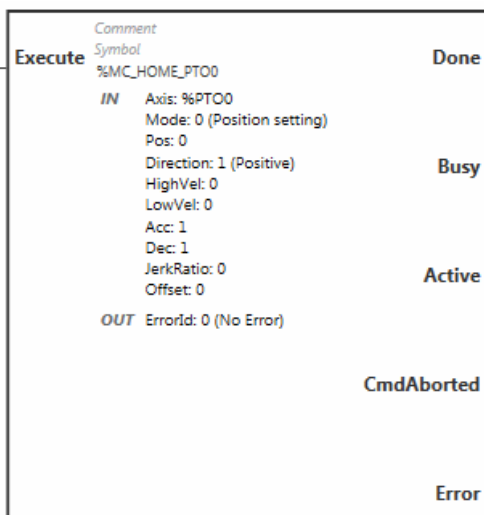 Comment
Execute Symbol Done
%MC_HOME_PTO0
IN Axis: %PTO0
Mode: 0 (Position setting)
Pos: 0
Direction: 1 (Positive) Busy
HighVel: 0
LowVel: 0
Acc: 1
Dec: 1
JerkRatio: 0 Active
Offset: 0
OUT ErrorId: 0 (No Error)
CmdAborted
Error